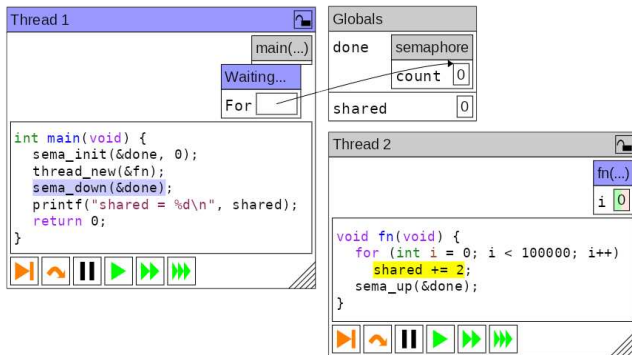 Thread 1
main(...)
Waiting...
For
int main(void) {
sema_init(&done, 0);
thread_new(&fn);
sema_down(&done);
printf("shared = %d\n", shared);
return 0;
}
Globals
done semaphore
count 0
shared 0
Thread 2
fn(...)
i 0
void fn(void) {
for (int i = 0; i < 100000; i++)
shared += 2;
sema_up(&done);
}